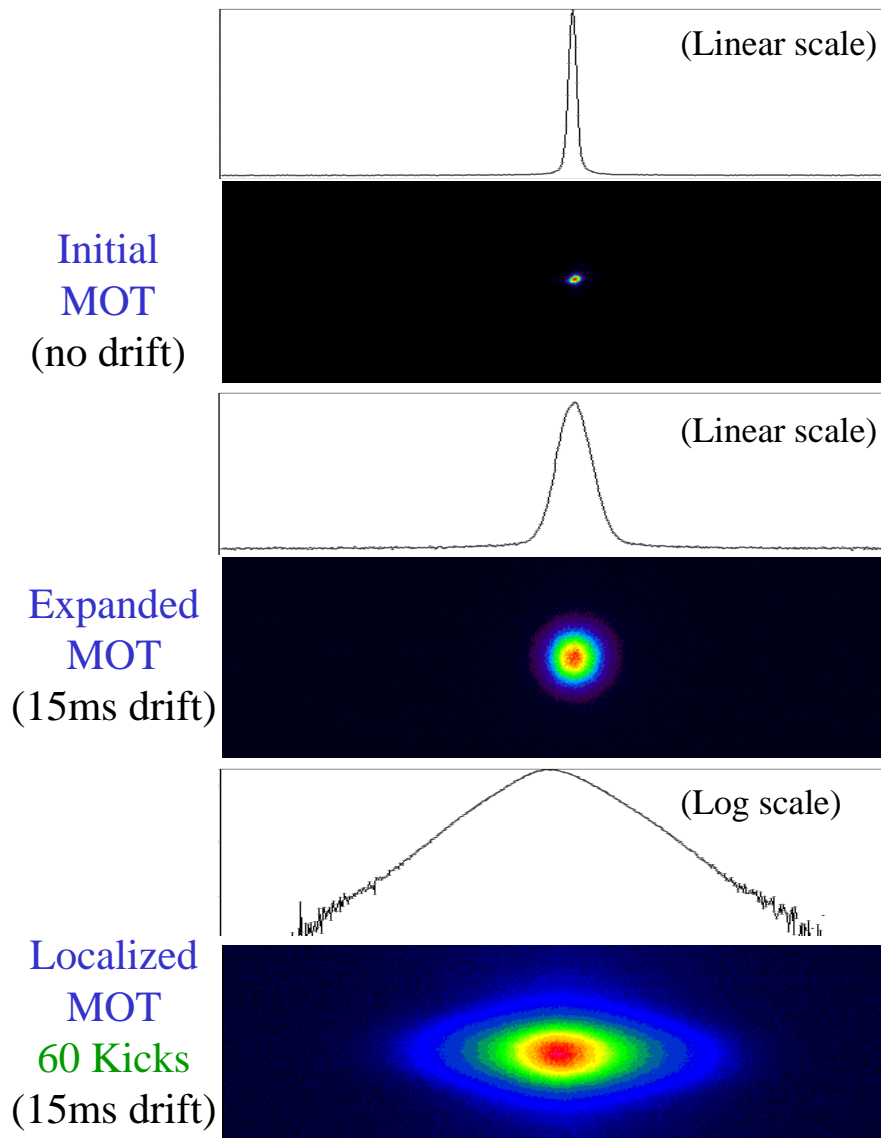 (Linear scale)
Initial
MOT
(no drift)
(Linear scale)
Expanded
MOT
(15ms drift)
(Log scale)
Localized
MOT
60 Kicks
(15ms drift)